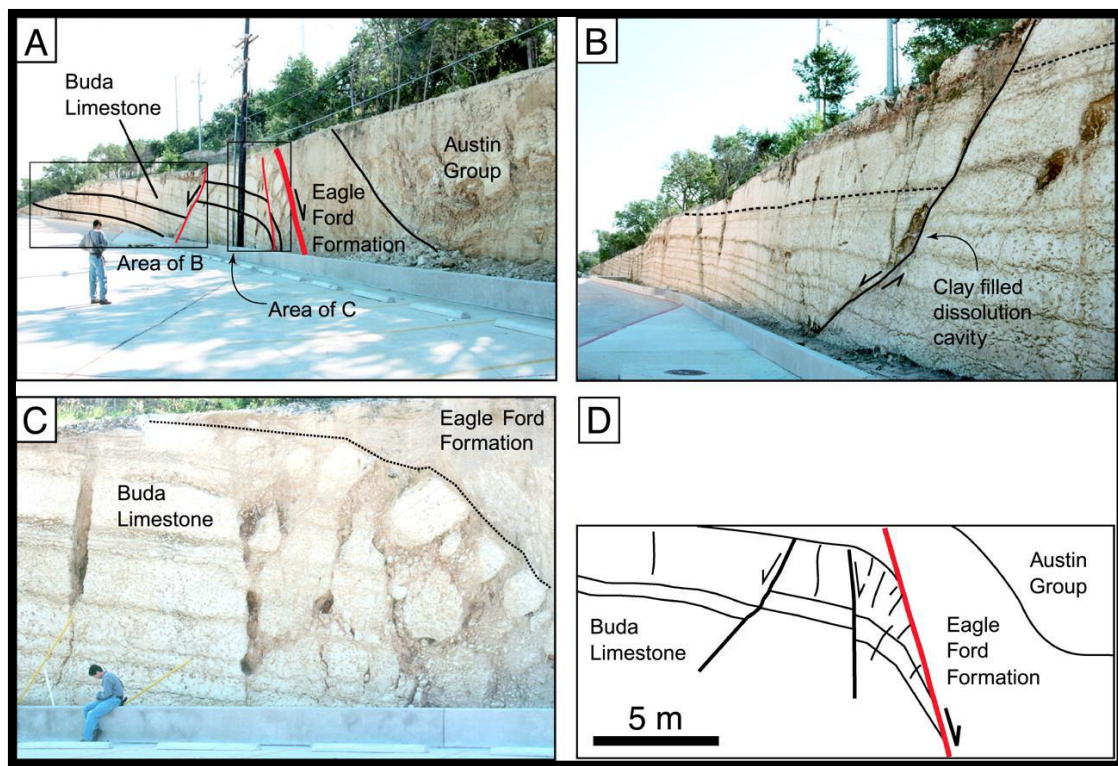 A
Buda
Limestone
Austin
Group
Eagle
Ford
Formation
Area of B
Area of C
B
Clay filled
dissolution
cavity
C
Eagle Ford
Formation
Buda
Limestone
D
Austin
Group
Buda
Limestone
Eagle
Ford
Formation
5 m